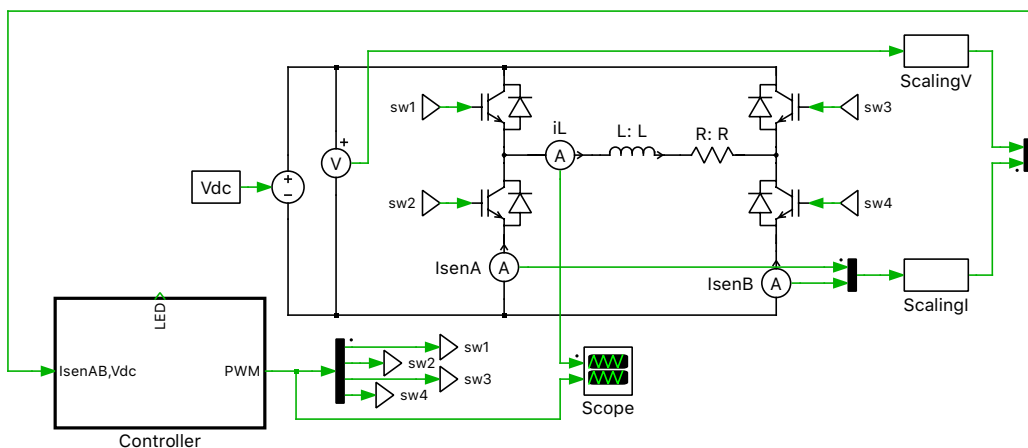 ScalingV
sw1
sw3
iL
L: L
R: R
A
V
Vdc
sw2
sw4
IsenA
A
IsenB
A
ScalingI
LED
IsenAB,Vdc
PWM
sw1
sw2
sw3
sw4
Scope
Controller